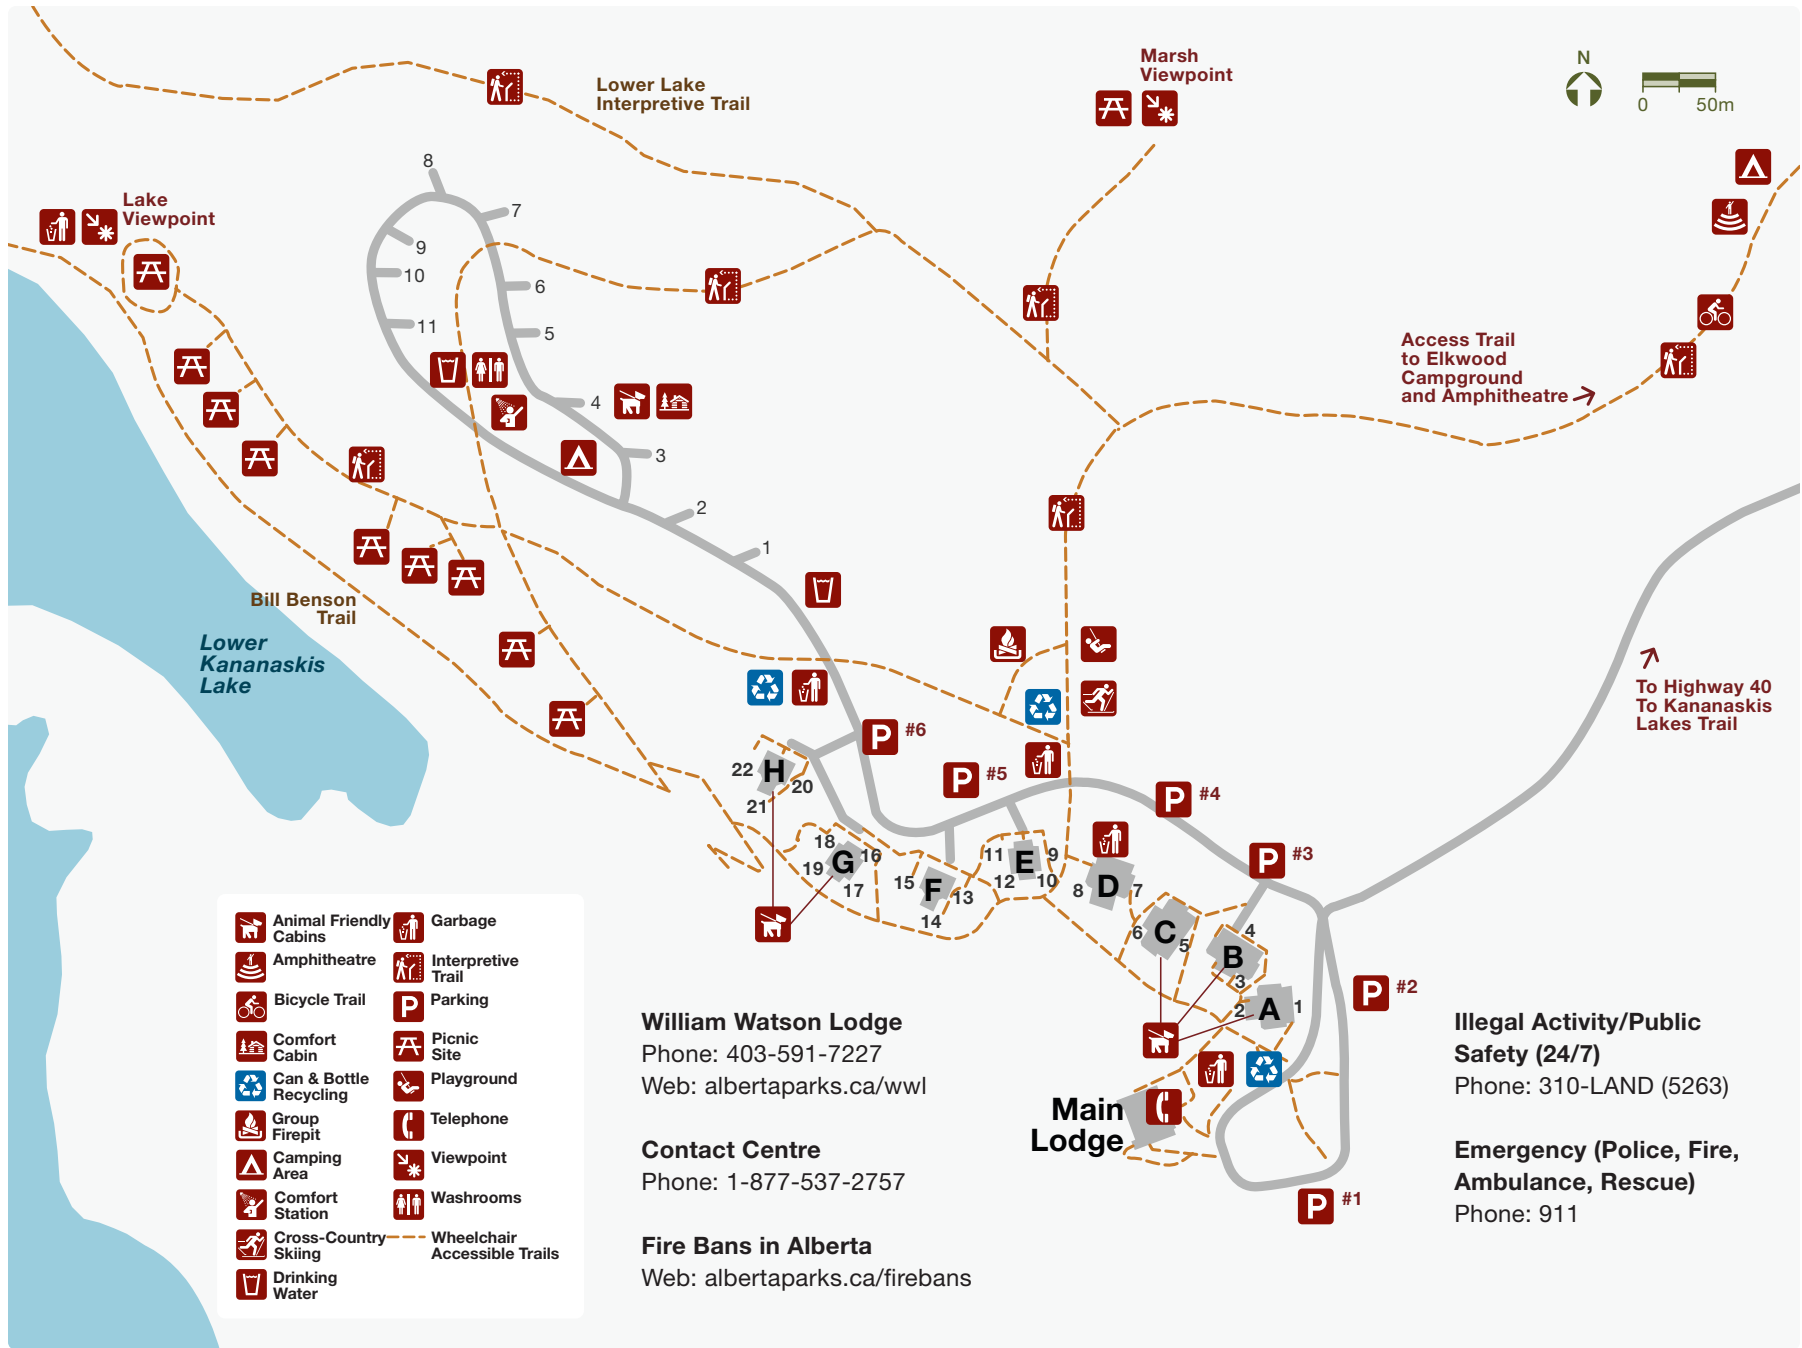 Marsh
Viewpoint
N
0 50m
Lower Lake
Interpretive Trail
Lake
Viewpoint
8
7
9
10
6
11
5
4
3
2
1
Access Trail
to Elkwood
Campground
and Amphitheatre
Bill Benson
Trail
Lower
Kananaskis
Lake
To Highway 40
To Kananaskis
Lakes Trail
P #6
P #5
P #4
P #3
P #2
P #1
H
22
20
21
G
18
16
19
17
F
15
13
14
E
11
9
12
10
D
8
7
C
6
5
B
4
3
A
2
1
Main
Lodge
Animal Friendly
Cabins
Amphitheatre
Bicycle Trail
Comfort
Cabin
Can & Bottle
Recycling
Group
Firepit
Camping
Area
Comfort
Station
Cross-Country
Skiing
Drinking
Water
Garbage
Interpretive
Trail
P Parking
Picnic
Site
Playground
Telephone
Viewpoint
Washrooms
Wheelchair
Accessible Trails
William Watson Lodge
Phone: 403-591-7227
Web: albertaparks.ca/wwl
Contact Centre
Phone: 1-877-537-2757
Fire Bans in Alberta
Web: albertaparks.ca/firebans
Illegal Activity/Public
Safety (24/7)
Phone: 310-LAND (5263)
Emergency (Police, Fire,
Ambulance, Rescue)
Phone: 911